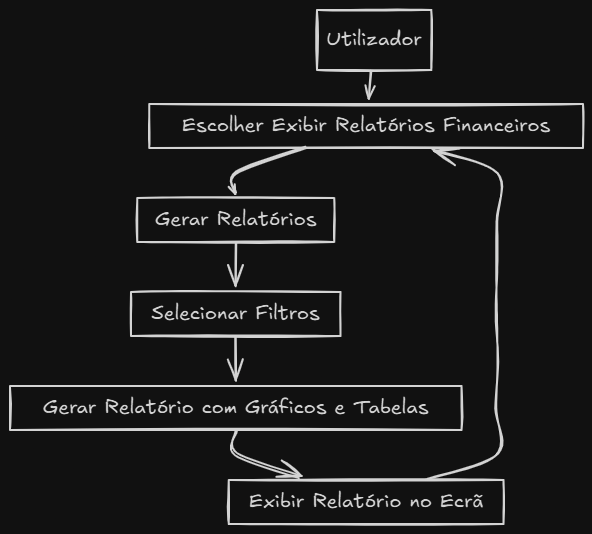 Utilizador
Escolher Exibir Relatórios Financeiros
Gerar Relatórios
Selecionar Filtros
Gerar Relatório com Gráficos e Tabelas
Exibir Relatório no Ecrã